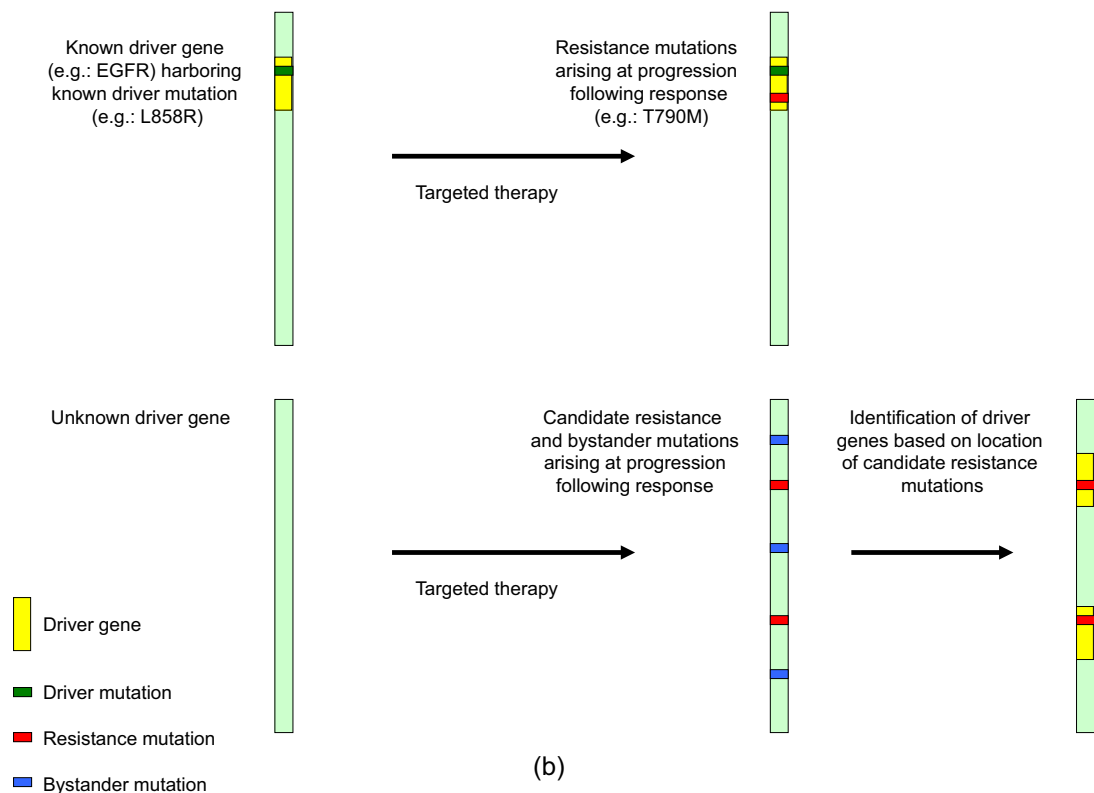 Known driver gene
(e.g.: EGFR) harboring
known driver mutation
(e.g.: L858R)
Resistance mutations
arising at progression
following response
(e.g.: T790M)
Targeted therapy
Unknown driver gene
Candidate resistance
and bystander mutations
arising at progression
following response
Identification of driver
genes based on location
of candidate resistance
mutations
Targeted therapy
Driver gene
Driver mutation
Resistance mutation
Bystander mutation
(b)